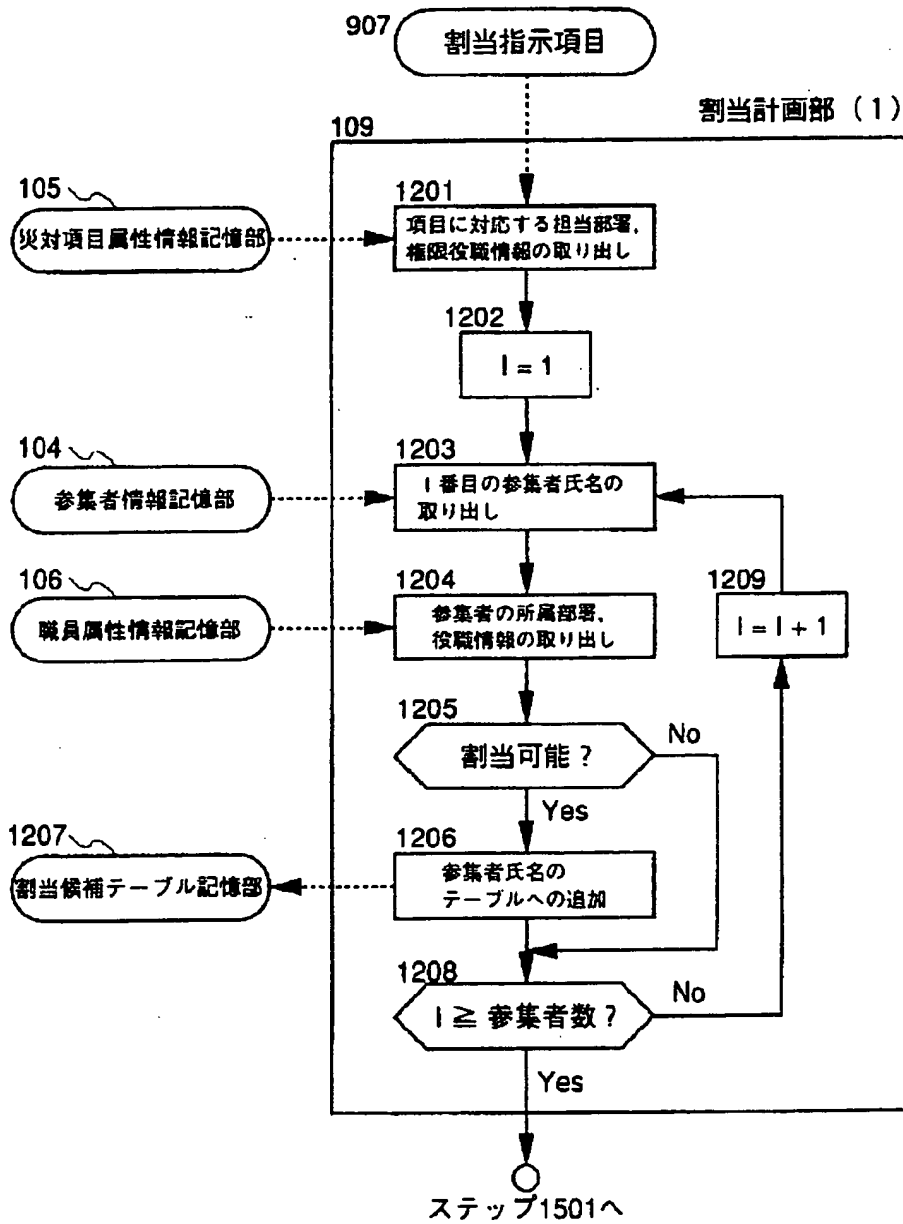 907
割当指示項目
割当計画部（1）
109
105
災対項目属性情報記憶部
1201
項目に対応する担当部署,
権限役職情報の取り出し
1202
I = 1
104
参集者情報記憶部
1203
I 番目の参集者氏名の
取り出し
106
職員属性情報記憶部
1204
参集者の所属部署,
役職情報の取り出し
1209
I = I + 1
1205
割当可能？
No
Yes
1207
割当候補テーブル記憶部
1206
参集者氏名の
テーブルへの追加
1208
I ≧ 参集者数？
No
Yes
ステップ1501へ